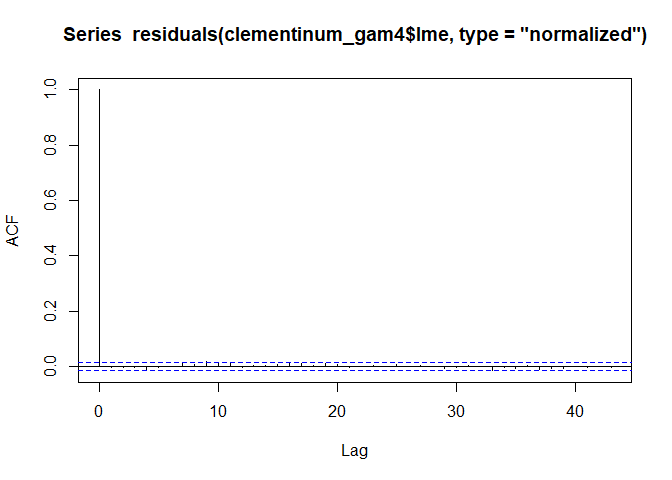 Series  residuals(clementinum_gam4$lme, type = "normalized")
ACF
1.0
0.8
0.6
0.4
0.2
0.0
0 10 20 30 40
Lag